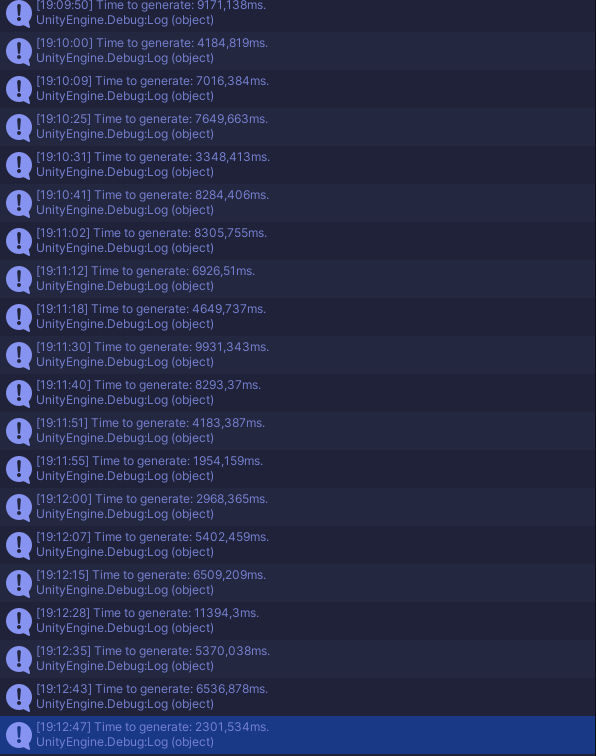 [19:09:50] Time to generate: 9171,138ms.
UnityEngine.Debug:Log (object)
[19:10:00] Time to generate: 4184,819ms.
UnityEngine.Debug:Log (object)
[19:10:09] Time to generate: 7016,384ms.
UnityEngine.Debug:Log (object)
[19:10:25] Time to generate: 7649,663ms.
UnityEngine.Debug:Log (object)
[19:10:31] Time to generate: 3348,413ms.
UnityEngine.Debug:Log (object)
[19:10:41] Time to generate: 8284,406ms.
UnityEngine.Debug:Log (object)
[19:11:02] Time to generate: 8305,755ms.
UnityEngine.Debug:Log (object)
[19:11:12] Time to generate: 6926,51ms.
UnityEngine.Debug:Log (object)
[19:11:18] Time to generate: 4649,737ms.
UnityEngine.Debug:Log (object)
[19:11:30] Time to generate: 9931,343ms.
UnityEngine.Debug:Log (object)
[19:11:40] Time to generate: 8293,37ms.
UnityEngine.Debug:Log (object)
[19:11:51] Time to generate: 4183,387ms.
UnityEngine.Debug:Log (object)
[19:11:55] Time to generate: 1954,159ms.
UnityEngine.Debug:Log (object)
[19:12:00] Time to generate: 2968,365ms.
UnityEngine.Debug:Log (object)
[19:12:07] Time to generate: 5402,459ms.
UnityEngine.Debug:Log (object)
[19:12:15] Time to generate: 6509,209ms.
UnityEngine.Debug:Log (object)
[19:12:28] Time to generate: 11394,3ms.
UnityEngine.Debug:Log (object)
[19:12:35] Time to generate: 5370,038ms.
UnityEngine.Debug:Log (object)
[19:12:43] Time to generate: 6536,878ms.
UnityEngine.Debug:Log (object)
[19:12:47] Time to generate: 2301,534ms.
UnityEngine.Debug:Log (object)